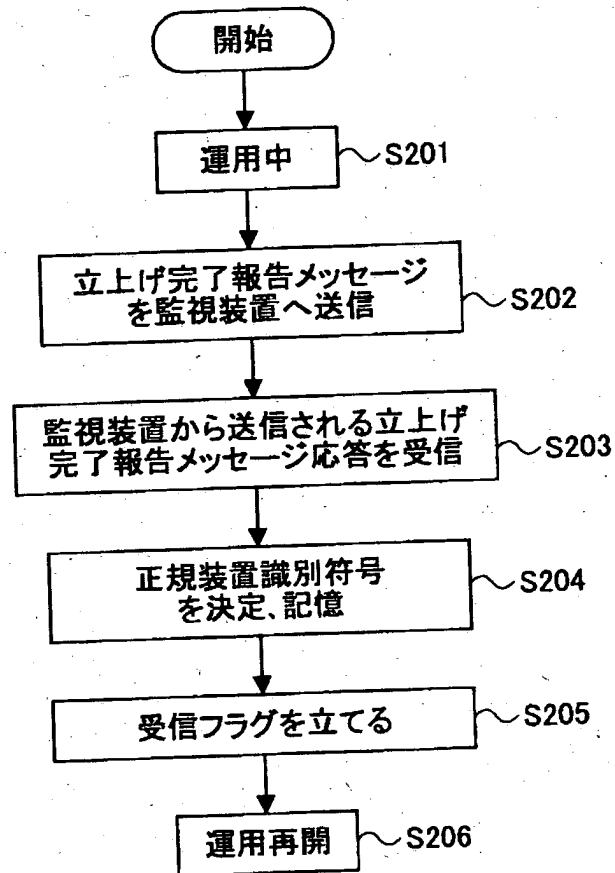 開始
運用中
S201
立上げ完了報告メッセージ
を監視装置へ送信
S202
監視装置から送信される立上げ
完了報告メッセージ応答を受信
S203
正規装置識別符号
を決定、記憶
S204
受信フラグを立てる
S205
運用再開
S206